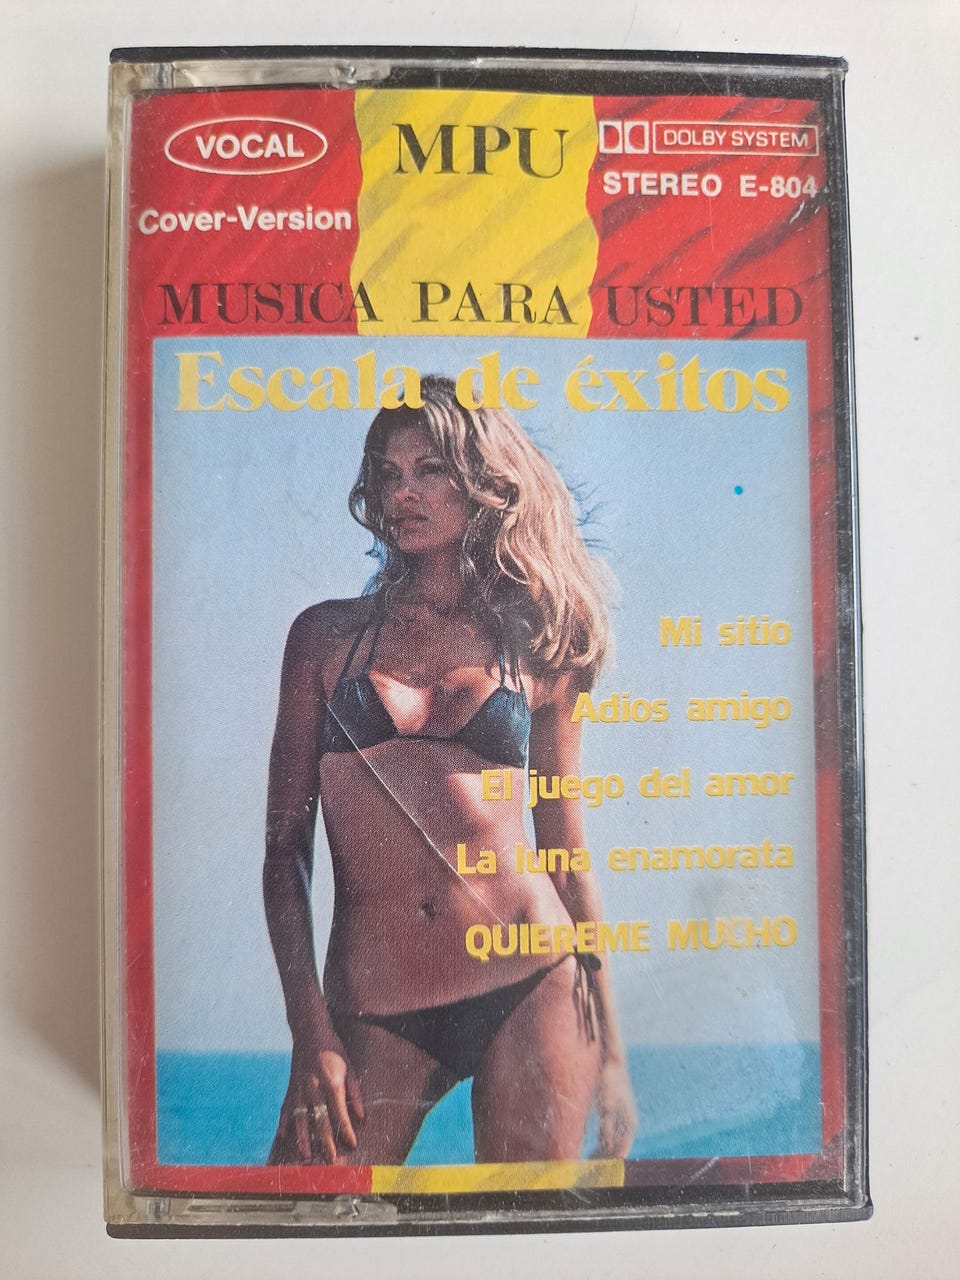 VOCAL
Cover-Version
MPU
DOLBY SYSTEM
STEREO E-804
MUSICA PARA USTED
Escala de éxitos
Mi sitio
Adios amigo
El juego del amor
La luna enamorata
QUIEREME MUCHO